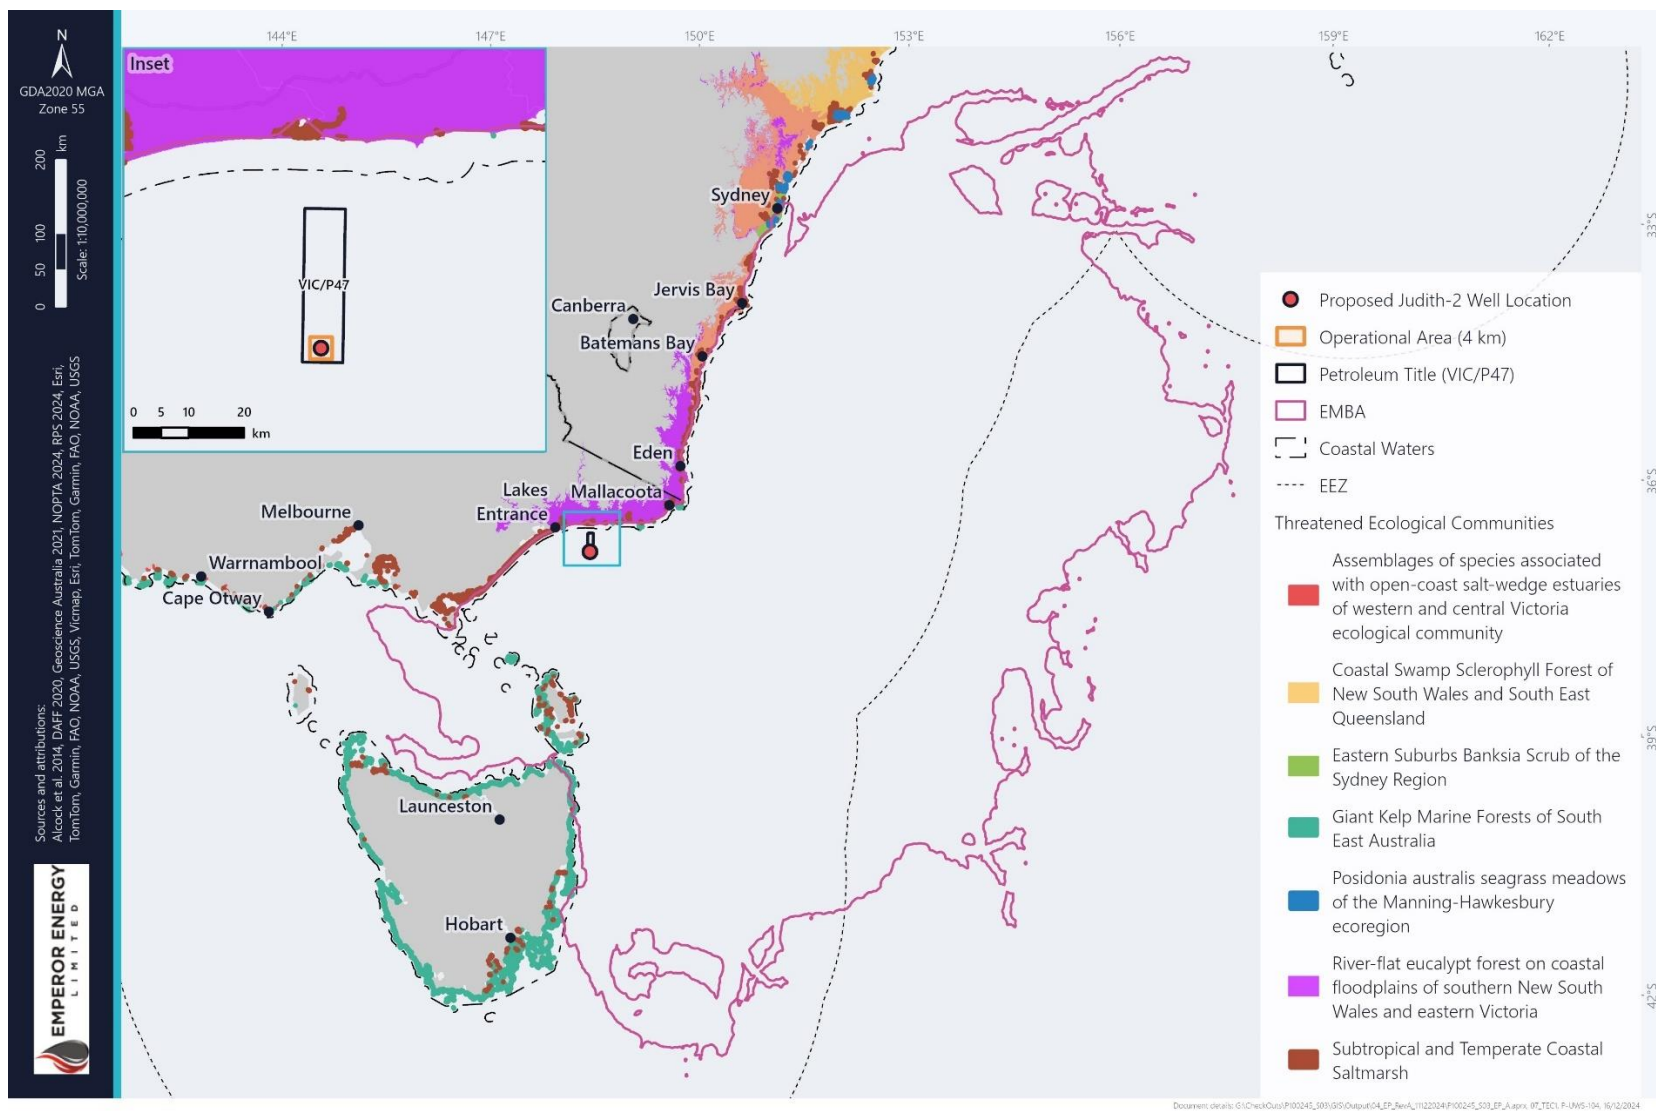 N
GDA2020 MGA
Zone 55
0 50 100 200
km
Scale: 1:10,000,000
Sources and attributions:
Alcock et al. 2014, DAFF 2020, Geoscience Australia 2021, NOPTA 2024, RPS 2024, Esri,
TomTom, Garmin, FAO, NOAA, USGS, Vicmap, Esri, TomTom, Garmin, FAO, NOAA, USGS
EMPEROR ENERGY
LIMITED
144°E 147°E 150°E 153°E 156°E 159°E 162°E
33°S
36°S
39°S
42°S
Inset
VIC/P47
0 5 10 20
km
Sydney
Jervis Bay
Canberra
Batemans Bay
Eden
Lakes
Entrance
Mallacoota
Melbourne
Warrnambool
Cape Otway
Launceston
Hobart
Proposed Judith-2 Well Location
Operational Area (4 km)
Petroleum Title (VIC/P47)
EMBA
Coastal Waters
EEZ
Threatened Ecological Communities
Assemblages of species associated
with open-coast salt-wedge estuaries
of western and central Victoria
ecological community
Coastal Swamp Sclerophyll Forest of
New South Wales and South East
Queensland
Eastern Suburbs Banksia Scrub of the
Sydney Region
Giant Kelp Marine Forests of South
East Australia
Posidonia australis seagrass meadows
of the Manning-Hawkesbury
ecoregion
River-flat eucalypt forest on coastal
floodplains of southern New South
Wales and eastern Victoria
Subtropical and Temperate Coastal
Saltmarsh
Document details: